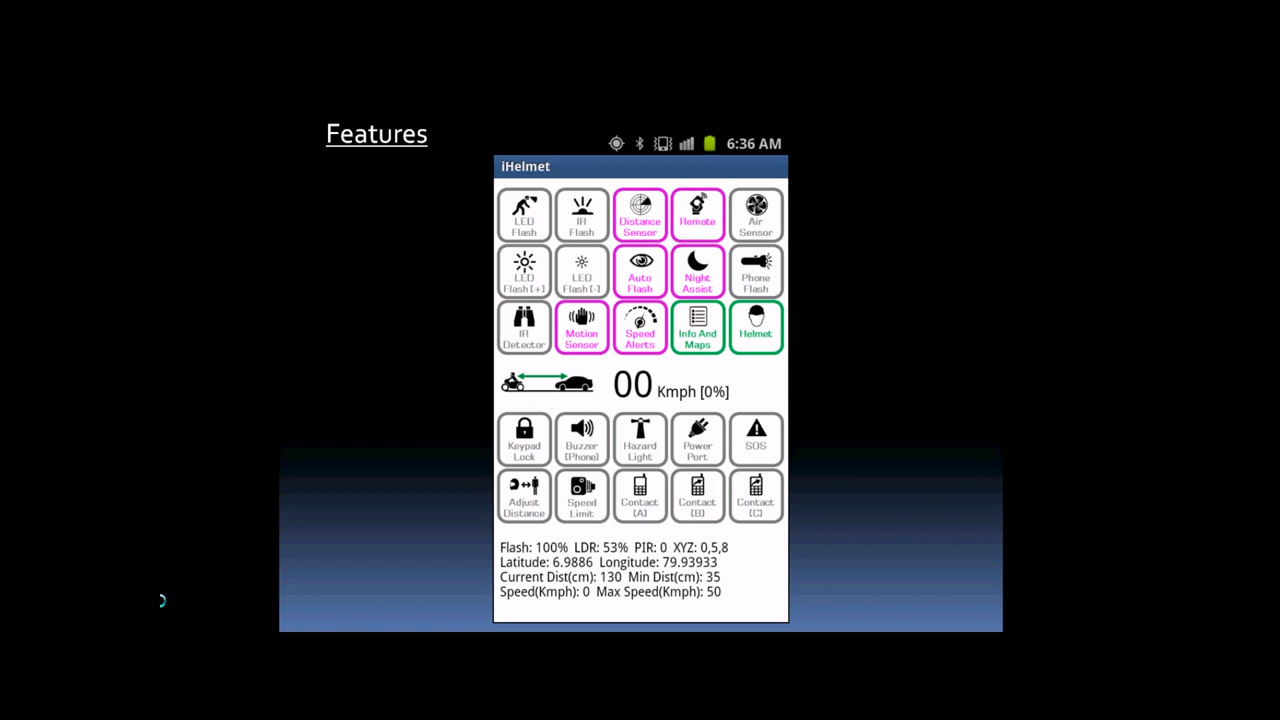 Features
6:36 AM
iHelmet
LED Flash
IR Flash
Distance Sensor
Remote
Air Sensor
LED Flash [+]
LED Flash [-]
Auto Flash
Night Assist
Phone Flash
IR Detector
Motion Sensor
Speed Alerts
Info And Maps
Helmet
00 Kmph [0%]
Keypad Lock
Buzzer [Phone]
Hazard Light
Power Port
SOS
Adjust Distance
Speed Limit
Contact [A]
Contact [B]
Contact [C]
Flash: 100% LDR: 53% PIR: 0 XYZ: 0,5,8
Latitude: 6.9886 Longitude: 79.93933
Current Dist(cm): 130 Min Dist(cm): 35
Speed(Kmph): 0 Max Speed(Kmph): 50